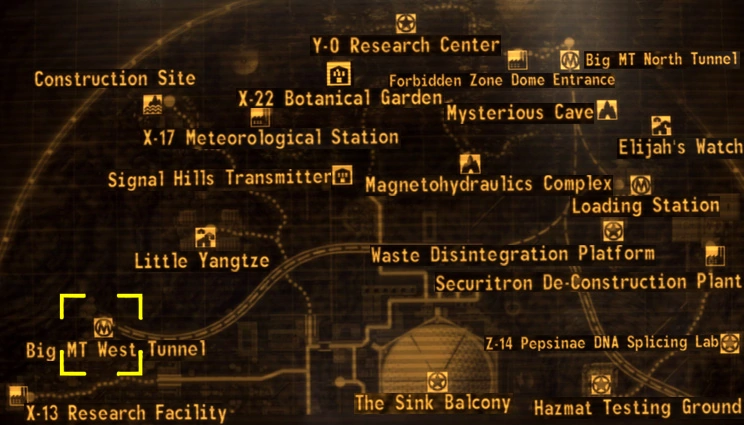 Y-0 Research Center
Big MT North Tunnel
Construction Site
Forbidden Zone Dome Entrance
X-22 Botanical Garden
Mysterious Cave
X-17 Meteorological Station
Elijah's Watch
Signal Hills Transmitter
Magnetohydraulics Complex
Loading Station
Little Yangtze
Waste Disintegration Platform
Securitron De-Construction Plant
Big MT West Tunnel
Z-14 Pepsinae DNA Splicing Lab
The Sink Balcony
Hazmat Testing Ground
X-13 Research Facility